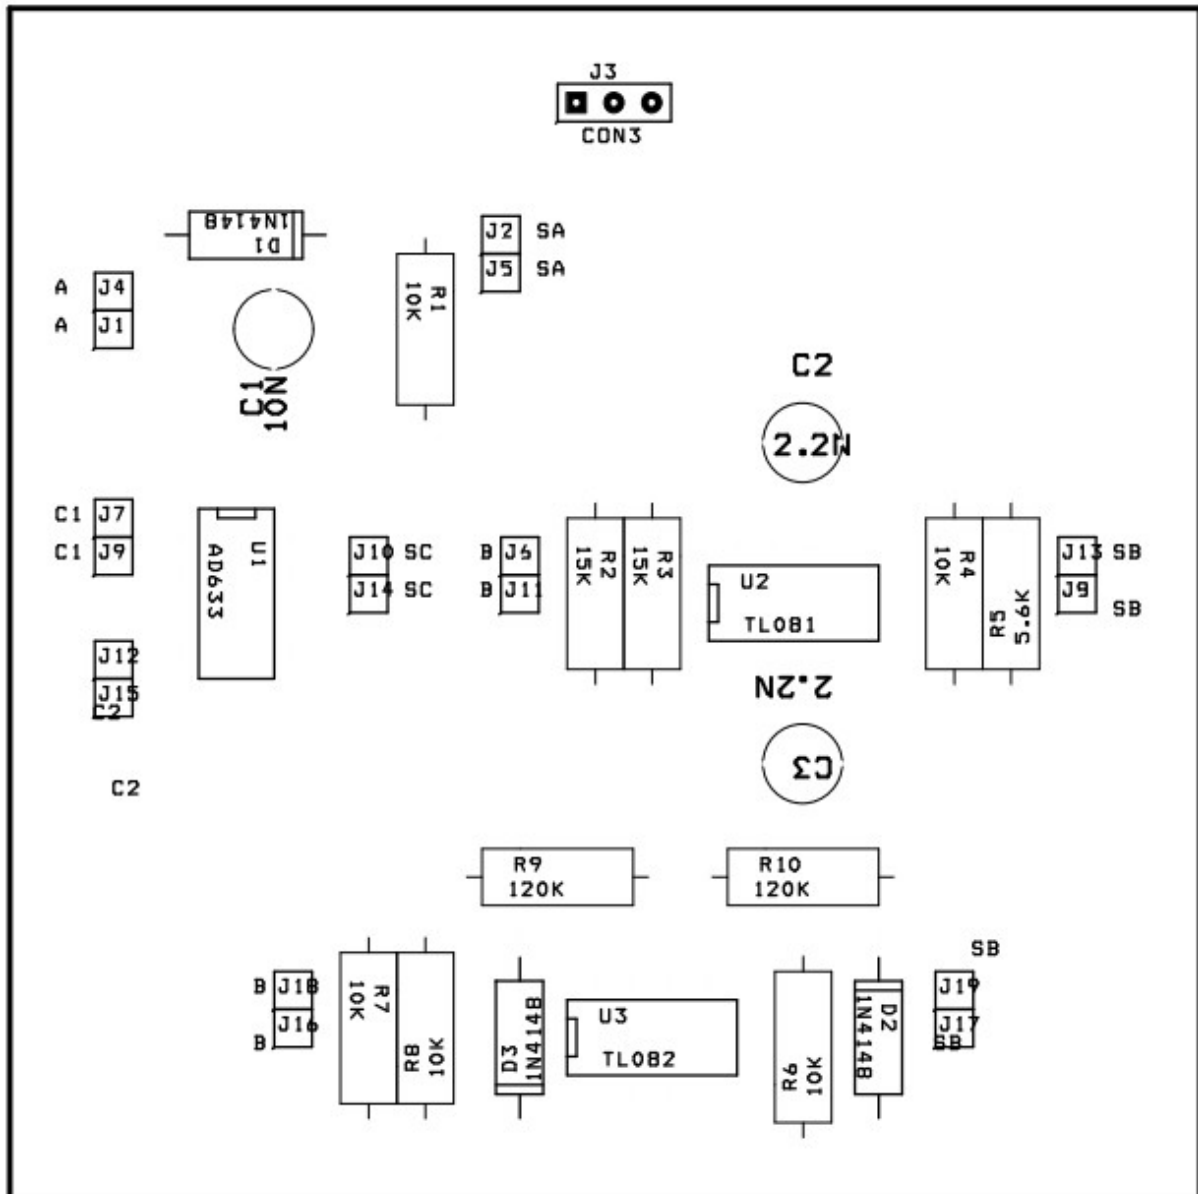 J3
CON3
1N4148
D1
J2 SA
J5 SA
A J4
A J1
R1
10K
C1
10N
C2
2.2N
C1 J7
C1 J9
U1
AD633
J10 SC
J14 SC
B J6
B J11
R2
15K
R3
15K
U2
TL081
R4
10K
R5
5.6K
J13 SB
J9
SB
J12
J15
C2
C2
2.2N
C3
R9
120K
R10
120K
SB
B J18
J16
B
R7
10K
R8
10K
D3
1N4148
U3
TL082
R6
10K
D2
1N4148
J19
J17
SB